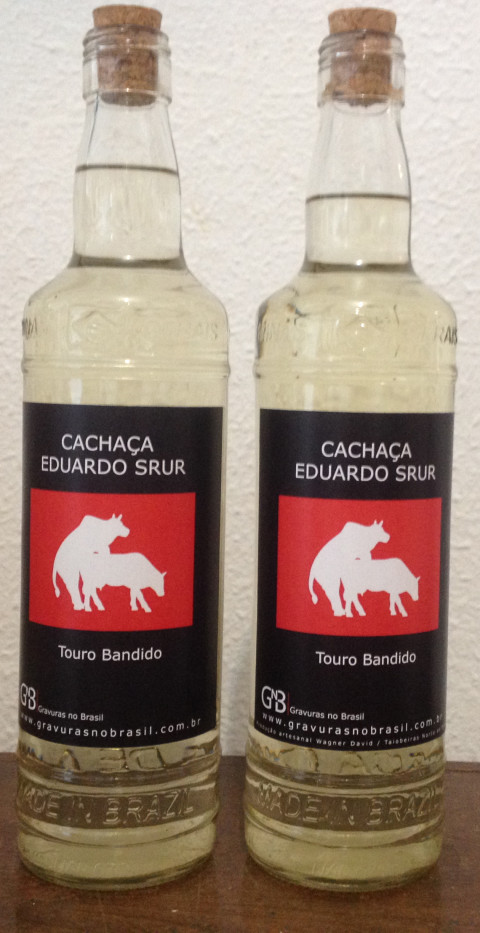 CACHAÇA
EDUARDO SRUR
Touro Bandido
GNB Gravuras no Brasil
www.gravurasnobrasil.com.br
MADE IN BRAZIL
RAIS
CACHAÇA
EDUARDO SRUR
Touro Bandido
GNB Gravuras no Brasil
www.gravurasnobrasil.com.br
artesanal Wagner David / Taiobeiras
MADE IN BRAZIL